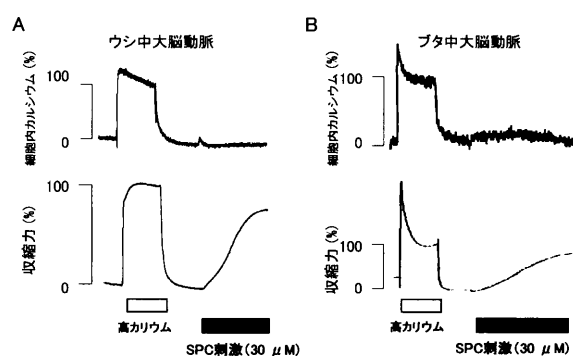 A
ウシ中大脳動脈
細胞内カルシウム (%)
100
0
収縮力 (%)
100
0
高カリウム
SPC刺激(30 μM)
B
ブタ中大脳動脈
細胞内カルシウム (%)
100
0
収縮力 (%)
100
0
高カリウム
SPC刺激(30 μM)